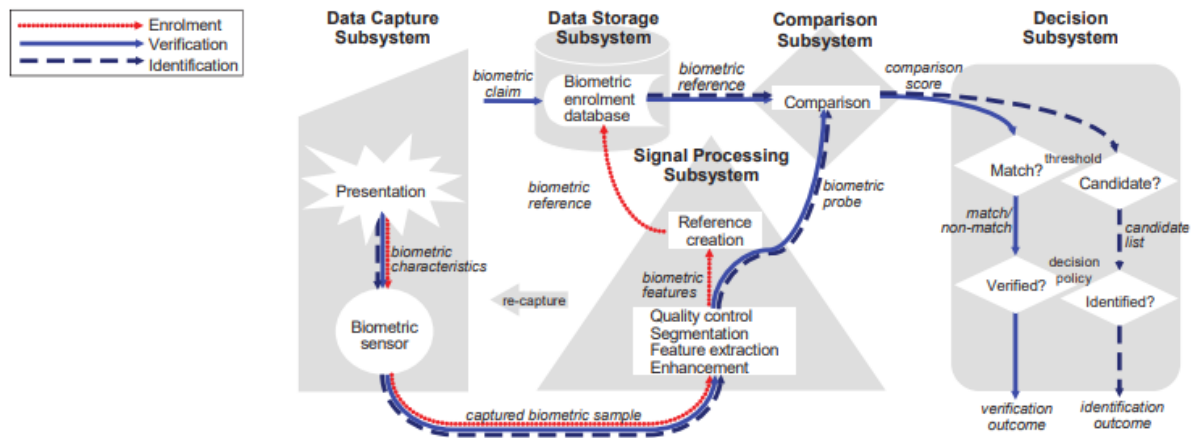 Enrolment
Verification
Identification
Data Capture
Subsystem
Data Storage
Subsystem
Comparison
Subsystem
Decision
Subsystem
biometric
claim
Biometric
enrolment
database
biometric
reference
Comparison
comparison
score
Signal Processing
Subsystem
Presentation
biometric
reference
biometric
probe
Match?
threshold
Candidate?
Reference
creation
biometric
characteristics
match/
non-match
candidate
list
biometric
features
decision
policy
Verified?
Identified?
re-capture
Biometric
sensor
Quality control
Segmentation
Feature extraction
Enhancement
captured biometric sample
verification
outcome
identification
outcome